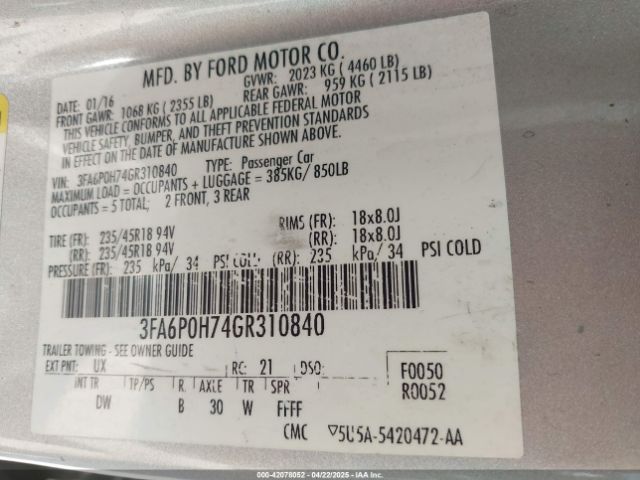 MFD. BY FORD MOTOR CO.
DATE: 01/16 GVWR: 2023 KG ( 4460 LB)
FRONT GAWR: 1068 KG ( 2355 LB) REAR GAWR: 959 KG ( 2115 LB)
THIS VEHICLE CONFORMS TO ALL APPLICABLE FEDERAL MOTOR
VEHICLE SAFETY, BUMPER, AND THEFT PREVENTION STANDARDS
IN EFFECT ON THE DATE OF MANUFACTURE SHOWN ABOVE.
VIN: 3FA6P0H74GR310840 TYPE: Passenger Car
MAXIMUM LOAD = OCCUPANTS + LUGGAGE = 385KG/ 850LB
OCCUPANTS = 5 TOTAL; 2 FRONT, 3 REAR
TIRE (FR): 235/45R18 94V RIMS (FR): 18x8.0J
(RR): 235/45R18 94V (RR): 18x8.0J
PRESSURE (FR): 235 kPa/ 34 PSI COLD (RR): 235 kPa/ 34 PSI COLD
3FA6P0H74GR310840
TRAILER TOWING - SEE OWNER GUIDE
EXT PNT: UX RC: 21 DSO: F0050
R0052
INT TR TP/PS R AXLE TR SPR
DW B 30 W FFFF
CMC ▽5U5A-5420472-AA
000-42078052 - 04/22/2025 - IAAI.COM